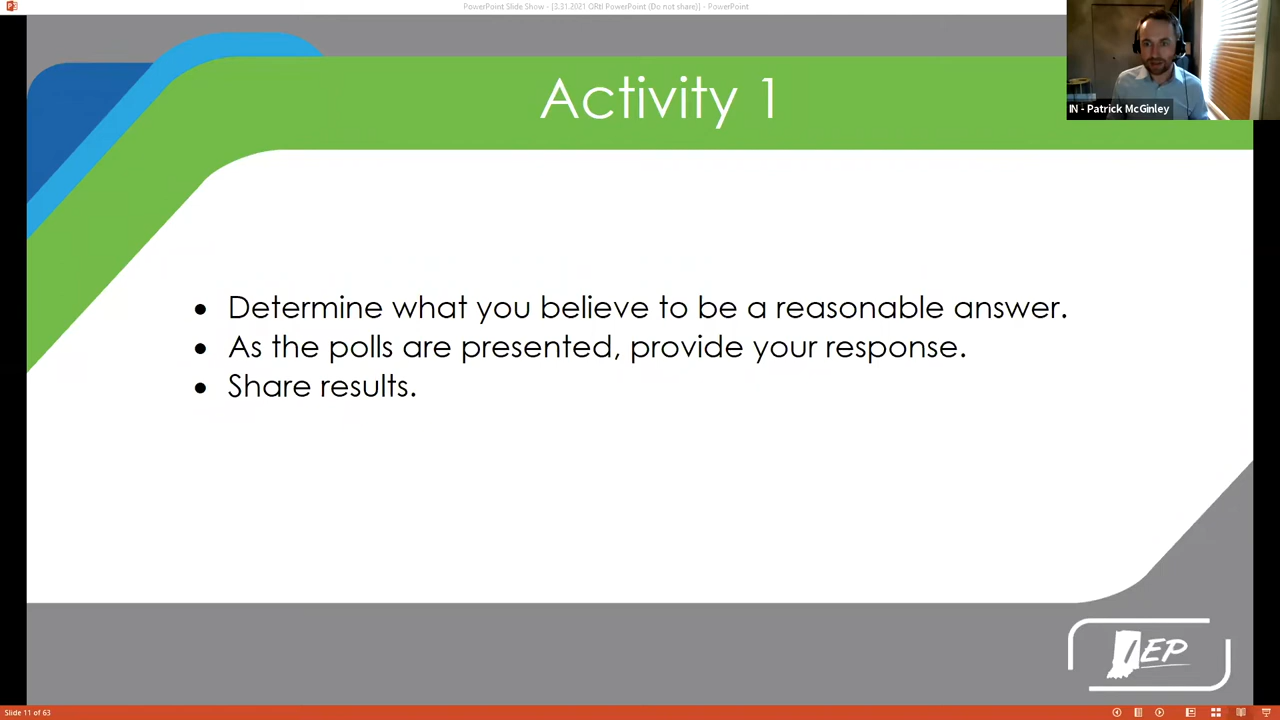 PowerPoint Slide Show - [3.31.2021 QRtI PowerPoint (Do not share)] - PowerPoint
Activity 1
IN - Patrick McGinley
• Determine what you believe to be a reasonable answer.
• As the polls are presented, provide your response.
• Share results.
IEP
Slide 11 of 63